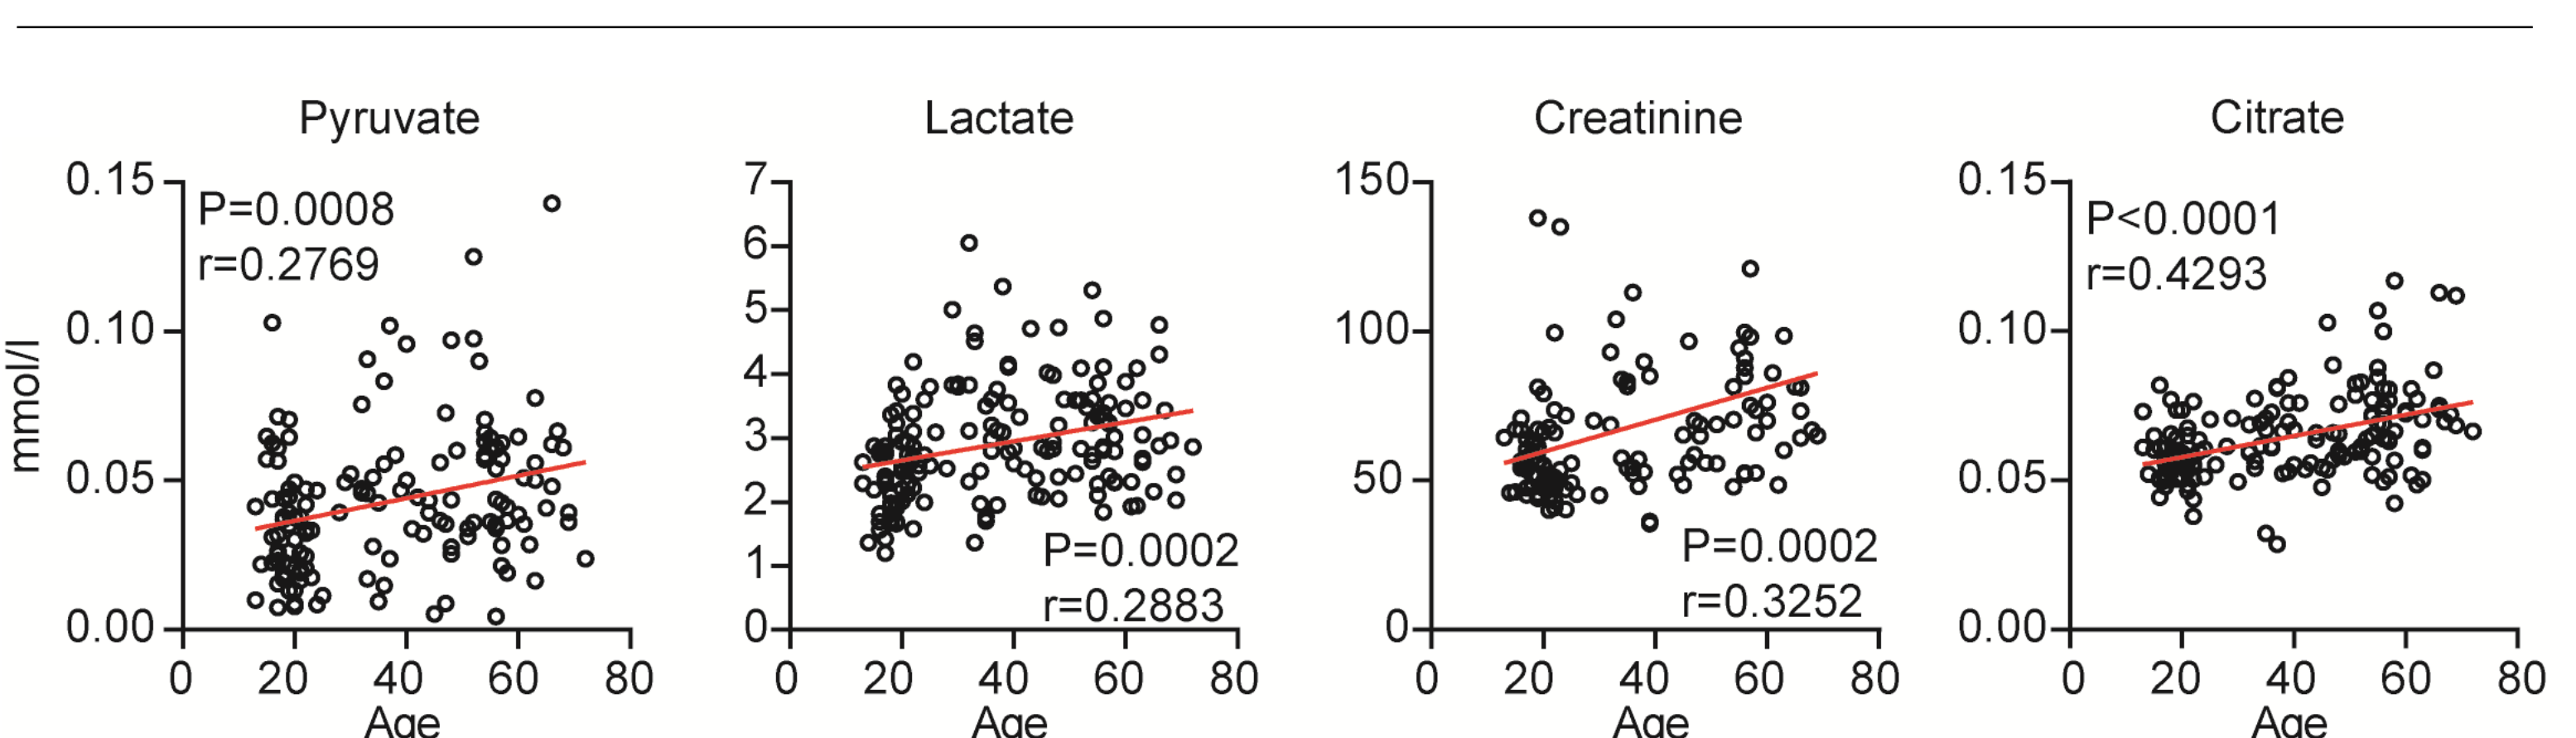 Pyruvate
Lactate
Creatinine
Citrate
mmol/l
0.15
0.10
0.05
0.00
P=0.0008
r=0.2769
0 20 40 60 80
Age
7
6
5
4
3
2
1
0
P=0.0002
r=0.2883
0 20 40 60 80
Age
150
100
50
0
P=0.0002
r=0.3252
0 20 40 60 80
Age
0.15
0.10
0.05
0.00
P<0.0001
r=0.4293
0 20 40 60 80
Age